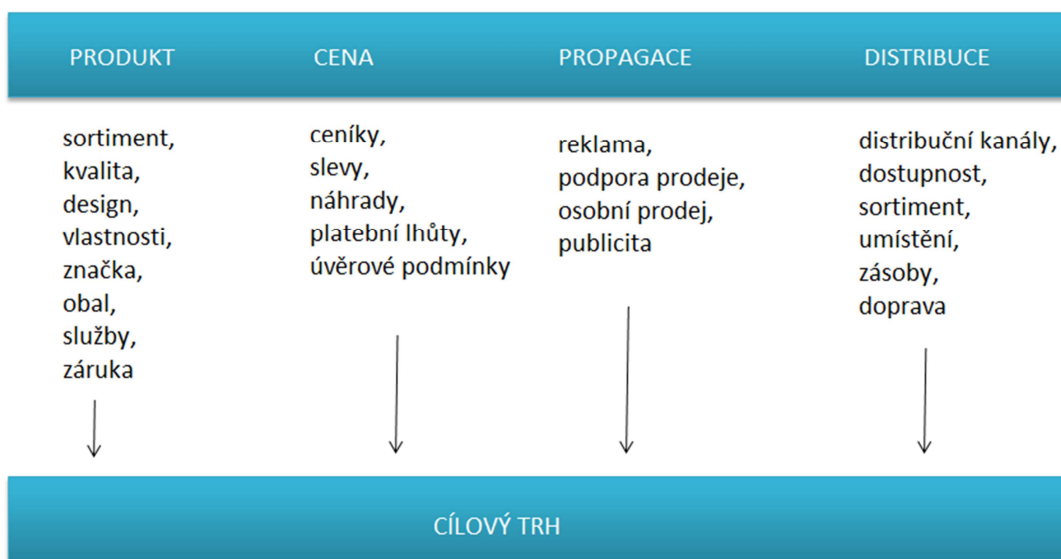 PRODUKT
CENA
PROPAGACE
DISTRIBUCE
sortiment,
kvalita,
design,
vlastnosti,
značka,
obal,
služby,
záruka
ceníky,
slevy,
náhrady,
platební lhůty,
úvěrové podmínky
reklama,
podpora prodeje,
osobní prodej,
publicita
distribuční kanály,
dostupnost,
sortiment,
umístění,
zásoby,
doprava
CÍLOVÝ TRH